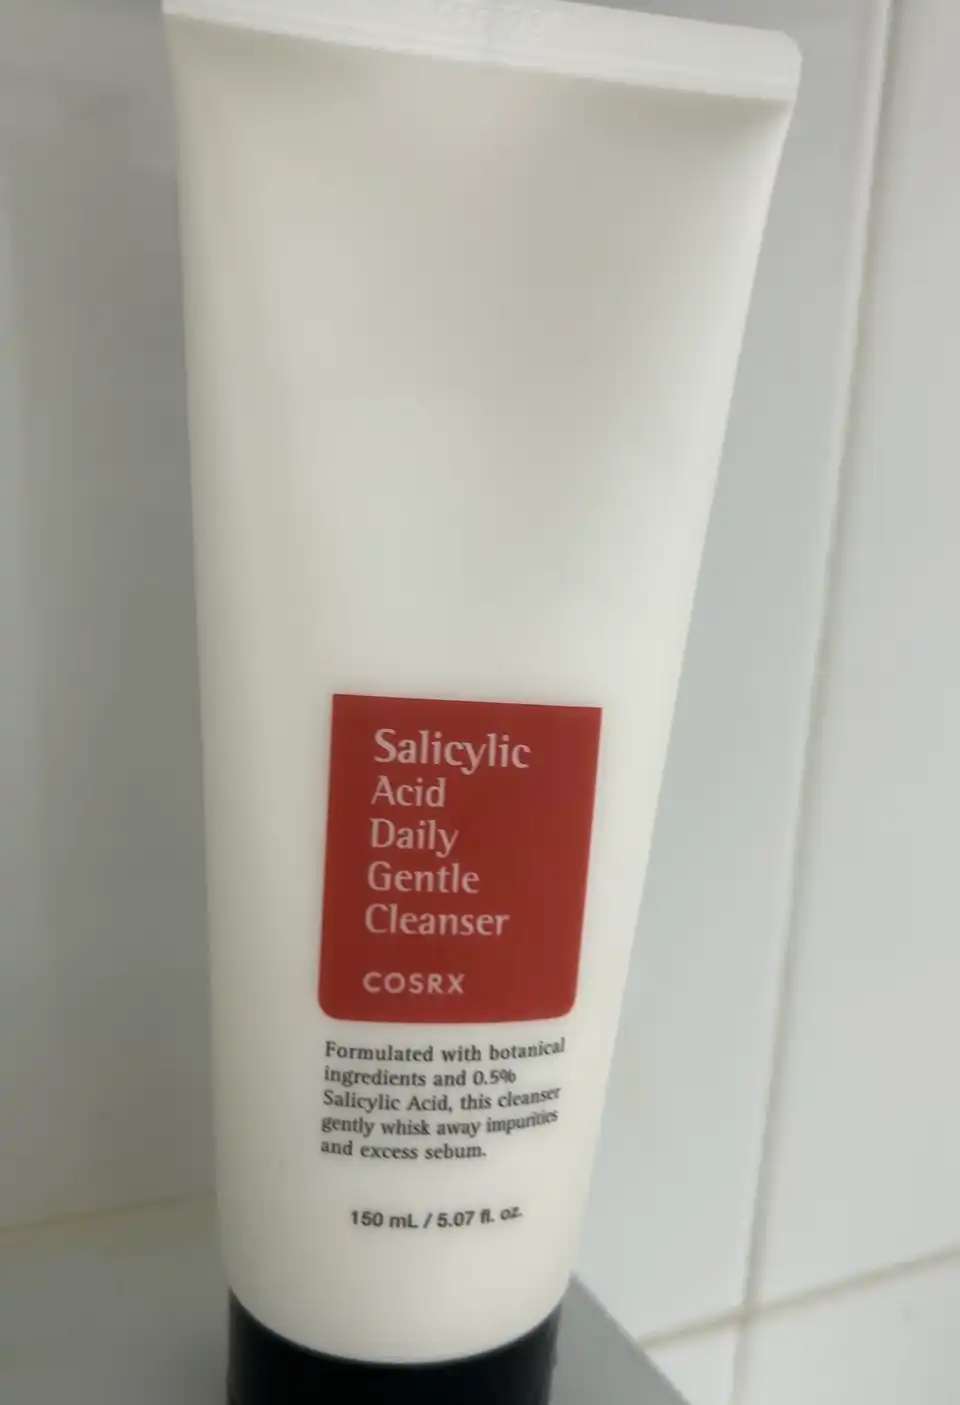 Salicylic
Acid
Daily
Gentle
Cleanser
COSRX
Formulated with botanical
ingredients and 0.5%
Salicylic Acid, this cleanser
gently whisk away impurities
and excess sebum.
150 mL / 5.07 fl. oz.